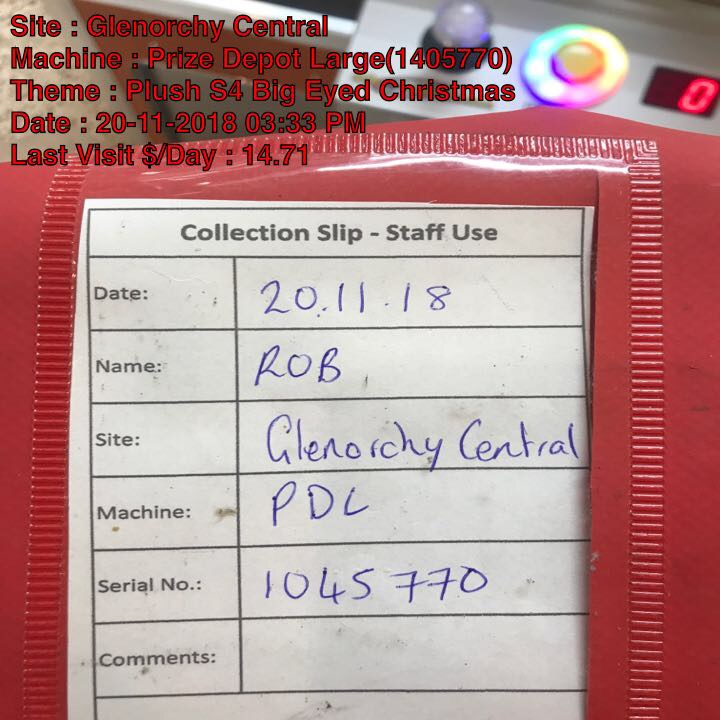 Site : Glenorchy Central
Machine : Prize Depot Large(1405770)
Theme : Plush S4 Big Eyed Christmas
Date : 20-11-2018 03:33 PM
Last Visit $/Day : 14.71
0
Collection Slip - Staff Use
Date: 20.11.18
Name: ROB
Site: Glenorchy Central
Machine: PDL
Serial No.: 1045770
Comments: